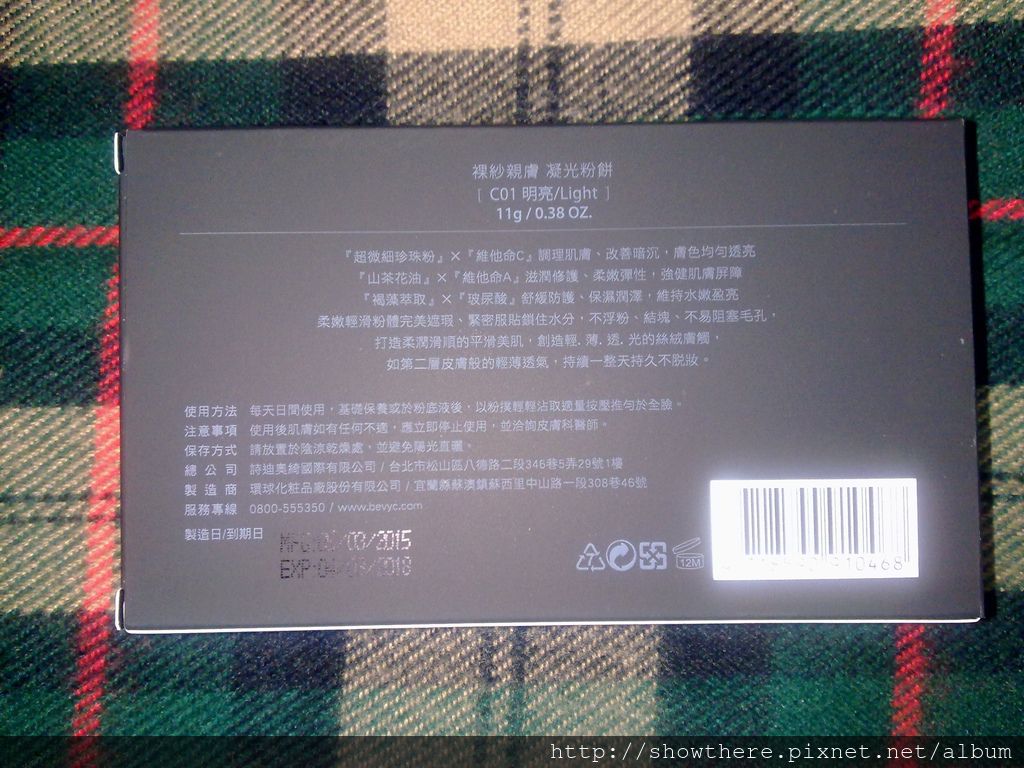 裸紗親膚 凝光粉餅
[ C01 明亮/Light ]
11g / 0.38 OZ.
『超微細珍珠粉』×『維他命C』調理肌膚、改善暗沉，膚色均勻透亮
『山茶花油』×『維他命A』滋潤修護、柔嫩彈性，強健肌膚屏障
『褐藻萃取』×『玻尿酸』舒緩防護、保濕潤澤，維持水嫩盈亮
柔嫩輕滑粉體完美遮瑕、緊密服貼鎖住水分，不浮粉、結塊、不易阻塞毛孔，
打造柔潤滑順的平滑美肌，創造輕. 薄. 透. 光的絲絨膚觸，
如第二層皮膚般的輕薄透氣，持續一整天持久不脫妝。
使用方法 每天日間使用，基礎保養或於粉底液後，以粉撲輕輕沾取適量按壓推勻於全臉。
注意事項 使用後肌膚如有任何不適，應立即停止使用，並洽詢皮膚科醫師。
保存方式 請放置於陰涼乾燥處，並避免陽光直曬。
總公司 詩迪奧綺國際有限公司 / 台北市松山區八德路二段346巷5弄29號1樓
製造商 環球化粧品廠股份有限公司 / 宜蘭縣蘇澳鎮蘇西里中山路一段308巷46號
服務專線 0800-555350 / www.bevyc.com
製造日/到期日
MFG: /2015
EXP:04/ /2018
12M
10468
http://showthere.pixnet.net/album